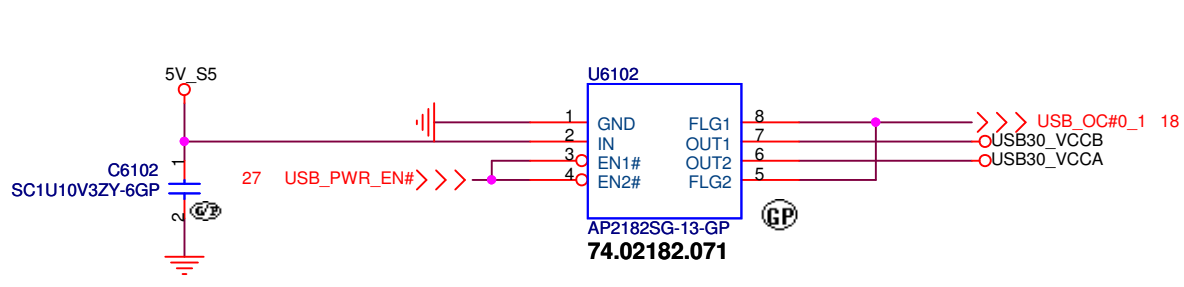 5V_S5
C6102
SC1U10V3ZY-6GP
1
2
GP
27 USB_PWR_EN#
U6102
1 GND
2 IN
3 EN1#
4 EN2#
FLG1 8
OUT1 7
OUT2 6
FLG2 5
AP2182SG-13-GP
74.02182.071
GP
USB_OC#0_1 18
USB30_VCCB
USB30_VCCA